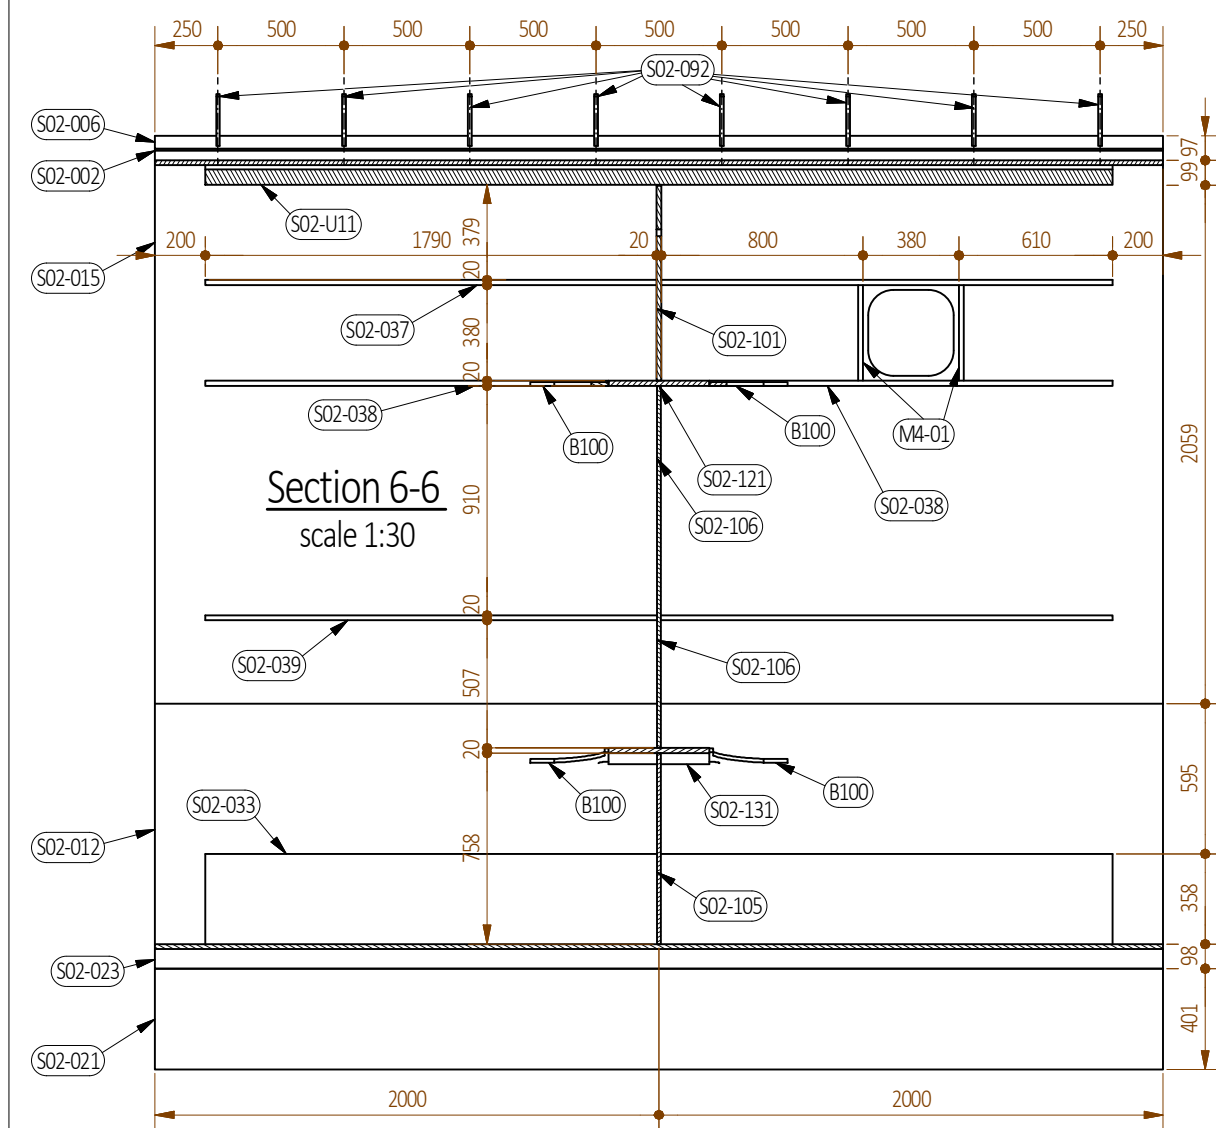 250 500 500 500 500 500 500 500 250
S02-092
S02-006
97
S02-002
99
S02-U11
379
200 1790 20 800 380 610 200
S02-015
20
S02-037
380
S02-101
20
S02-038
B100
B100
M4-01
2059
Section 6-6
S02-121
910
S02-038
scale 1:30
S02-106
20
S02-039
S02-106
507
20
595
S02-033
B100
S02-131
B100
S02-012
758
S02-105
358
S02-023
98
401
S02-021
2000 2000